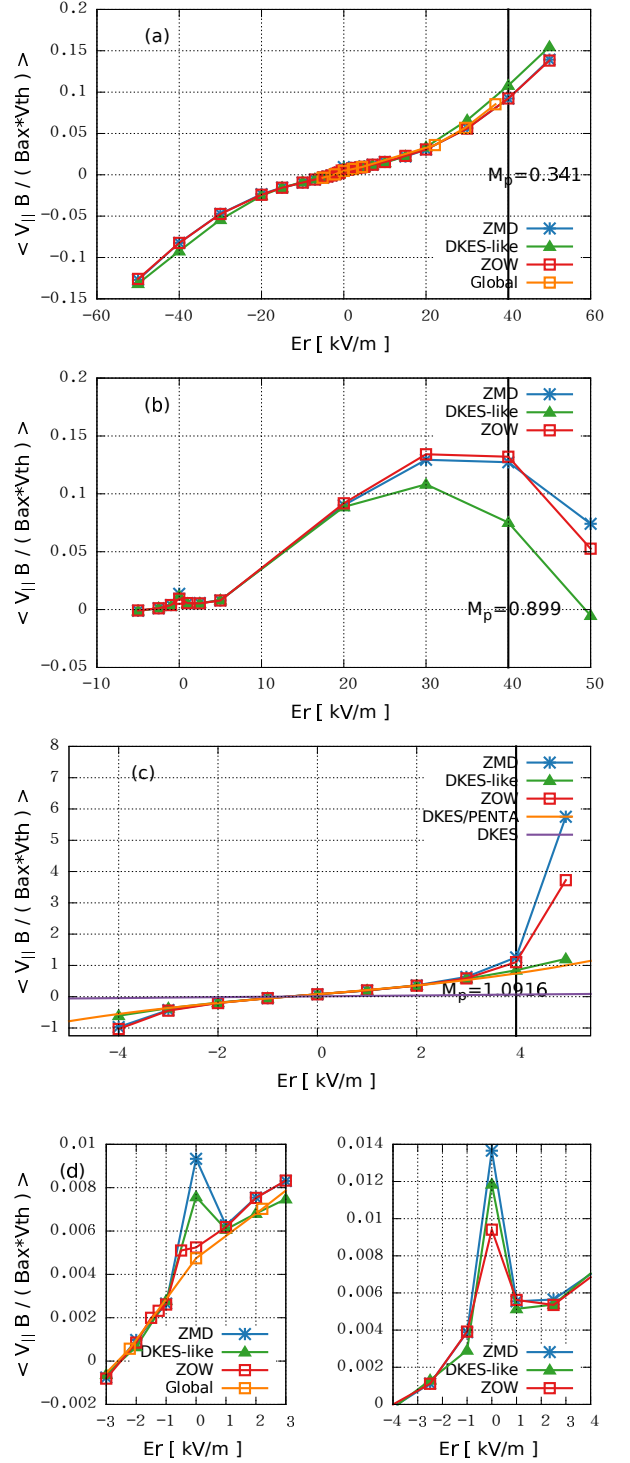 0.2
(a)
0.15
0.1
0.05
0
−0.05
−0.1
−0.15
< V|| B / ( Bax*Vth ) >
Mp=0.341
ZMD
DKES-like
ZOW
Global
−60 −40 −20 0 20 40 60
Er [ kV/m ]
0.2
(b)
ZMD
DKES-like
ZOW
0.15
0.1
0.05
0
−0.05
< V|| B / ( Bax*Vth ) >
Mp=0.899
−10 0 10 20 30 40 50
Er [ kV/m ]
8
(c)
ZMD
DKES-like
ZOW
DKES/PENTA
DKES
7
6
5
4
3
2
1
0
−1
< V|| B / ( Bax*Vth ) >
Mp=1.0916
−4 −2 0 2 4
Er [ kV/m ]
0.01
(d)
0.008
0.006
0.004
0.002
0
−0.002
< V|| B / ( Bax*Vth ) >
ZMD
DKES-like
ZOW
Global
−3 −2 −1 0 1 2 3
Er [ kV/m ]
0.014
0.012
0.01
0.008
0.006
0.004
0.002
0
ZMD
DKES-like
ZOW
−4 −3 −2 −1 0 1 2 3 4
Er [ kV/m ]